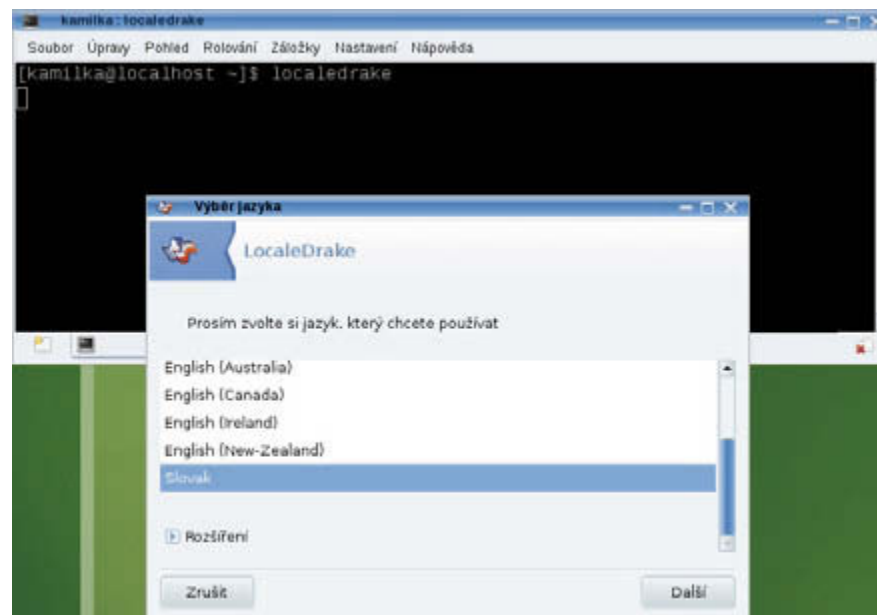 kamilka : localedrake
Soubor Úpravy Pohled Rolování Záložky Nastavení Nápověda
[kamilka@localhost ~]$ localedrake
Výběr jazyka
LocaleDrake
Prosím zvolte si jazyk, který chcete používat
English (Australia)
English (Canada)
English (Ireland)
English (New-Zealand)
Slovak
Rozšíření
Zrušit
Další